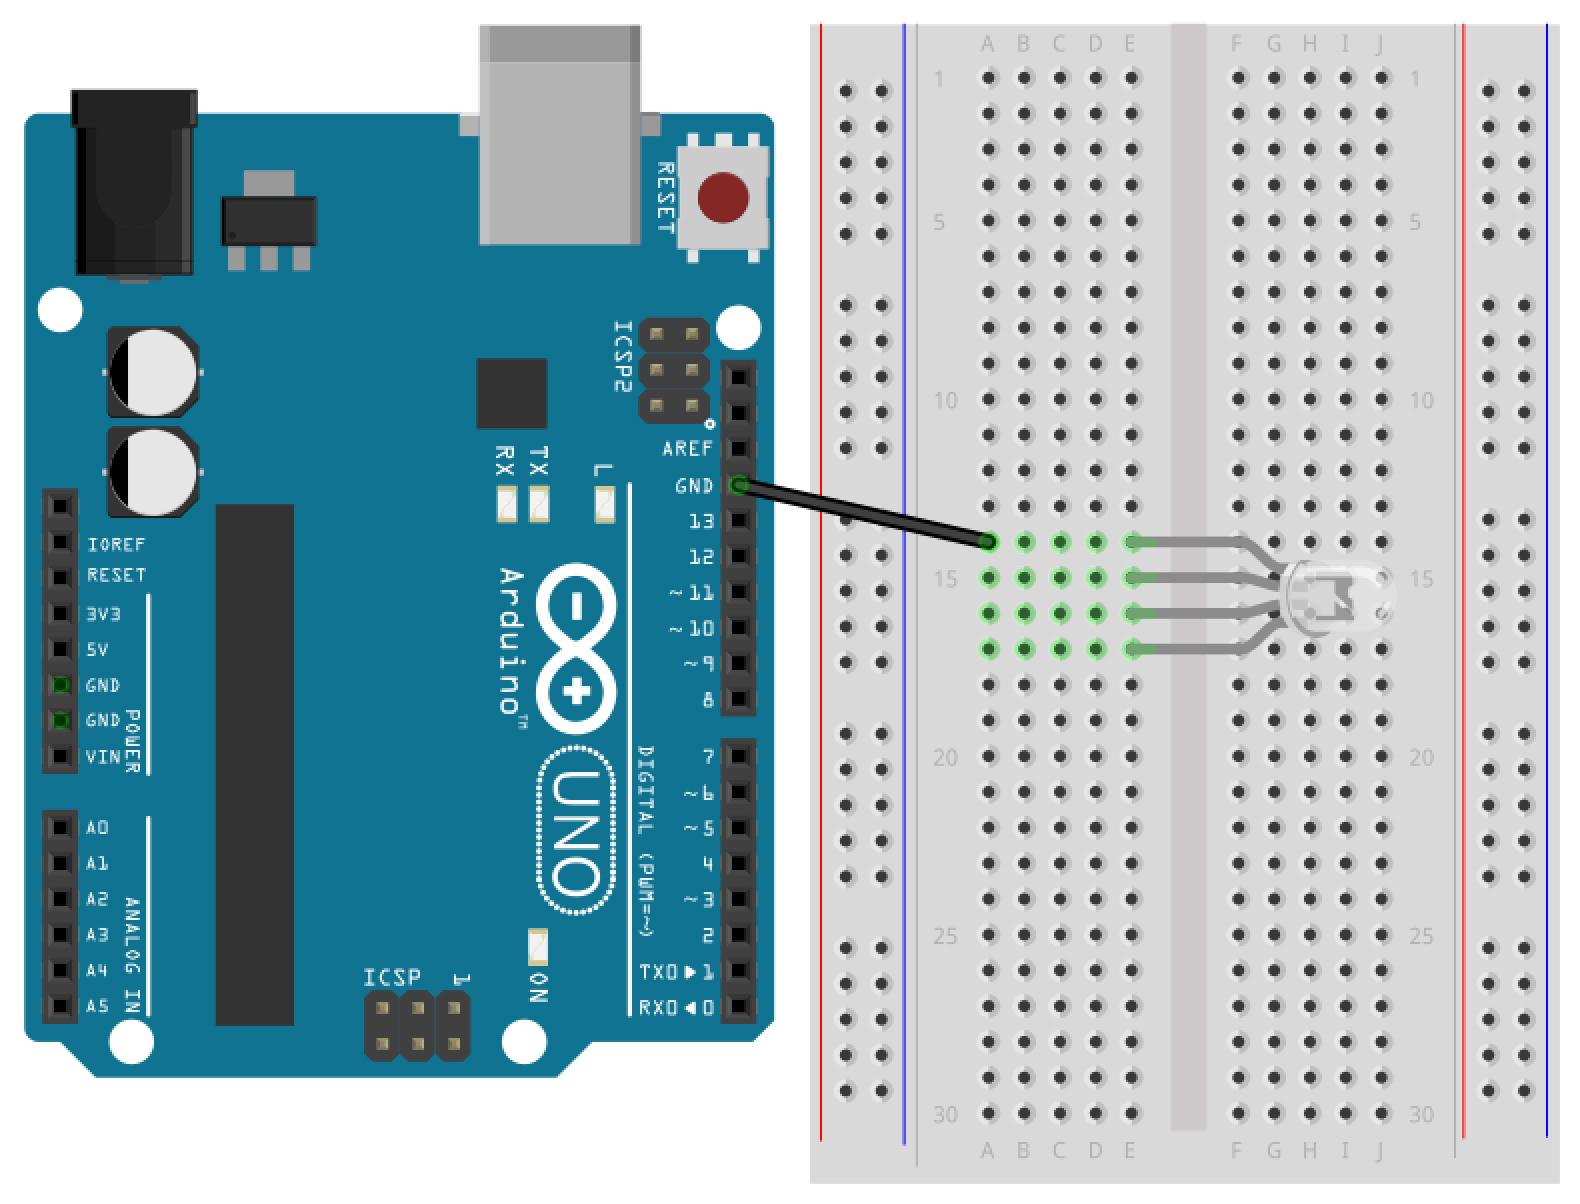 RESET
ICSP2
AREF
GND
13
12
~11
~10
~9
8
7
~6
~5
4
~3
2
TX0▶1
RX0◀0
DIGITAL (PWM=~)
RX
TX
L
Arduino™
UNO
ON
ICSP
1
IOREF
RESET
3V3
5V
GND
GND
VIN
POWER
A0
A1
A2
A3
A4
A5
ANALOG IN
A B C D E F G H I J
1 1
5 5
10 10
15 15
20 20
25 25
30 30
A B C D E F G H I J